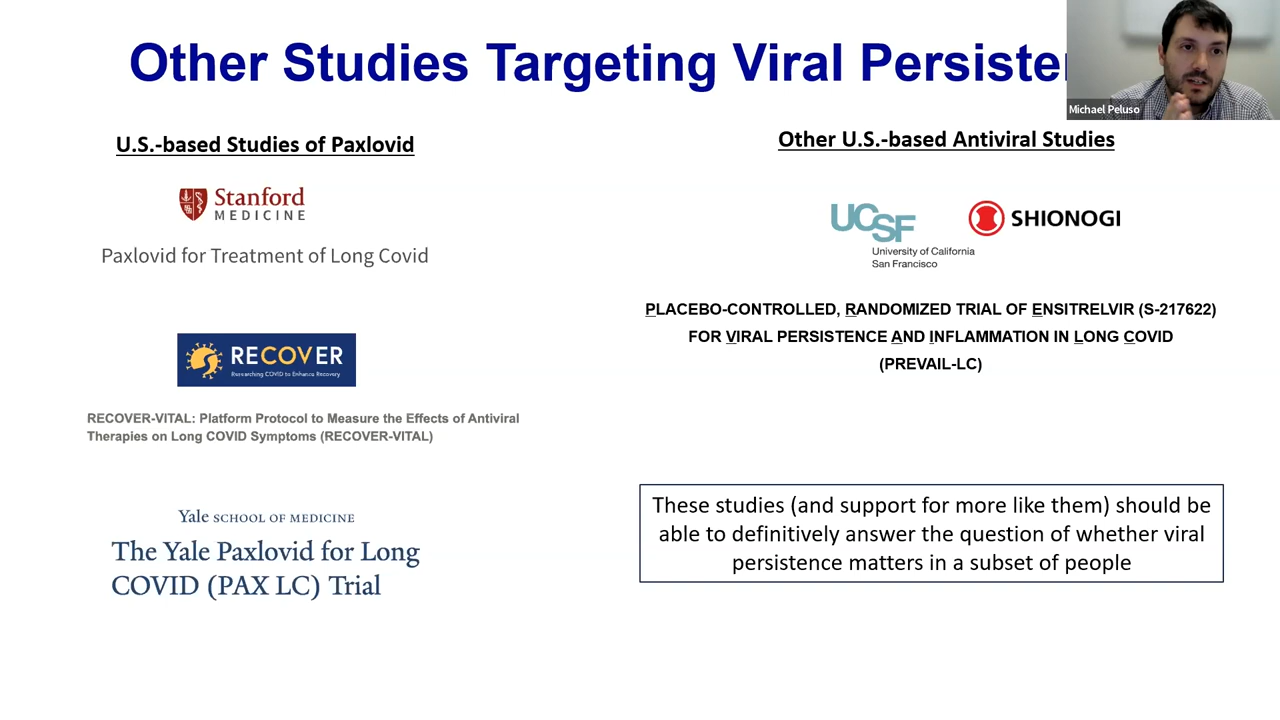 Other Studies Targeting Viral Persiste
Michael Peluso
U.S.-based Studies of Paxlovid
Stanford
MEDICINE
Paxlovid for Treatment of Long Covid
RECOVER
Researching COVID to Enhance Recovery
RECOVER-VITAL: Platform Protocol to Measure the Effects of Antiviral
Therapies on Long COVID Symptoms (RECOVER-VITAL)
Yale SCHOOL OF MEDICINE
The Yale Paxlovid for Long
COVID (PAX LC) Trial
Other U.S.-based Antiviral Studies
UCSF
University of California
San Francisco
SHIONOGI
PLACEBO-CONTROLLED, RANDOMIZED TRIAL OF ENSITRELVIR (S-217622)
FOR VIRAL PERSISTENCE AND INFLAMMATION IN LONG COVID
(PREVAIL-LC)
These studies (and support for more like them) should be
able to definitively answer the question of whether viral
persistence matters in a subset of people